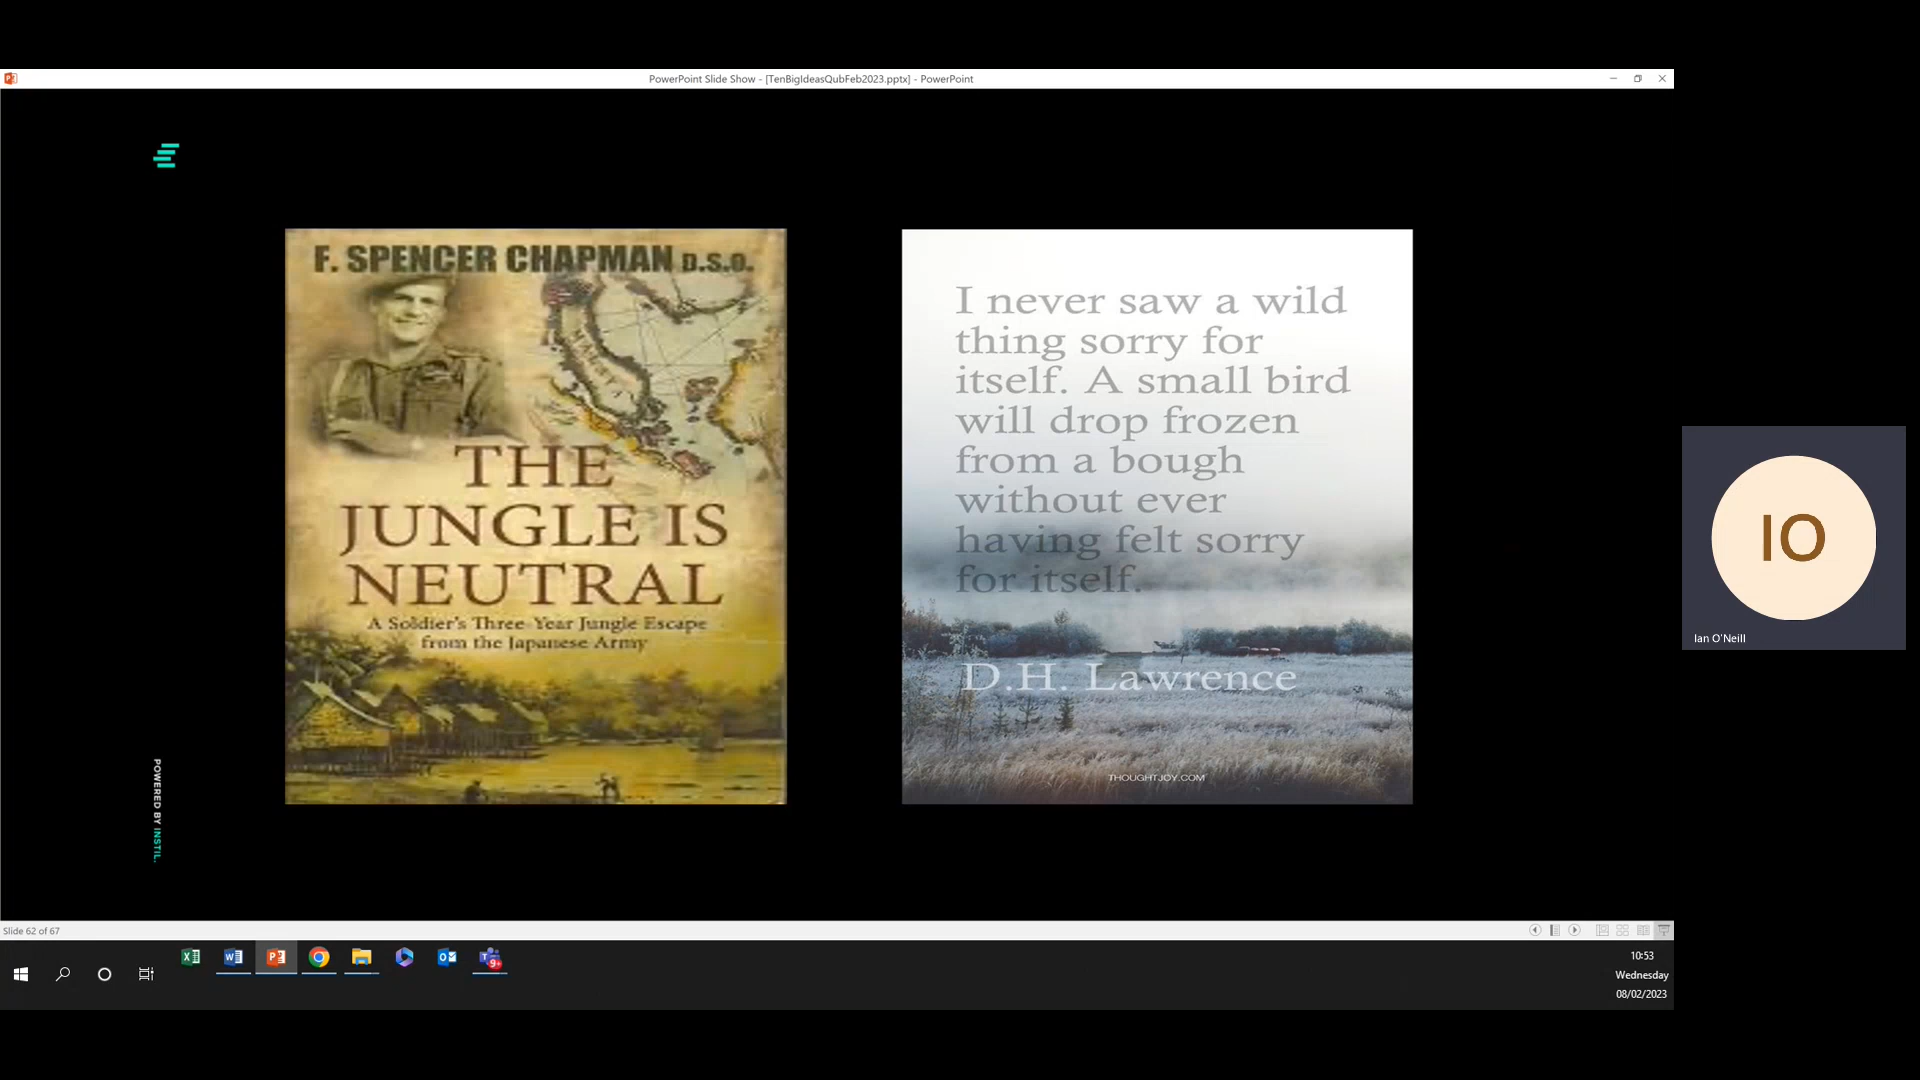 PowerPoint Slide Show - [TenBigIdeasQubFeb2023.pptx] - PowerPoint
F. SPENCER CHAPMAN D.S.O.
THE
JUNGLE IS
NEUTRAL
A Soldier's Three-Year Jungle Escape
from the Japanese Army
I never saw a wild
thing sorry for
itself. A small bird
will drop frozen
from a bough
without ever
having felt sorry
for itself.
D.H. Lawrence
THOUGHTJOY.COM
POWERED BY INSTIL.
IO
Ian O'Neill
Slide 62 of 67
9+
10:53
Wednesday
08/02/2023